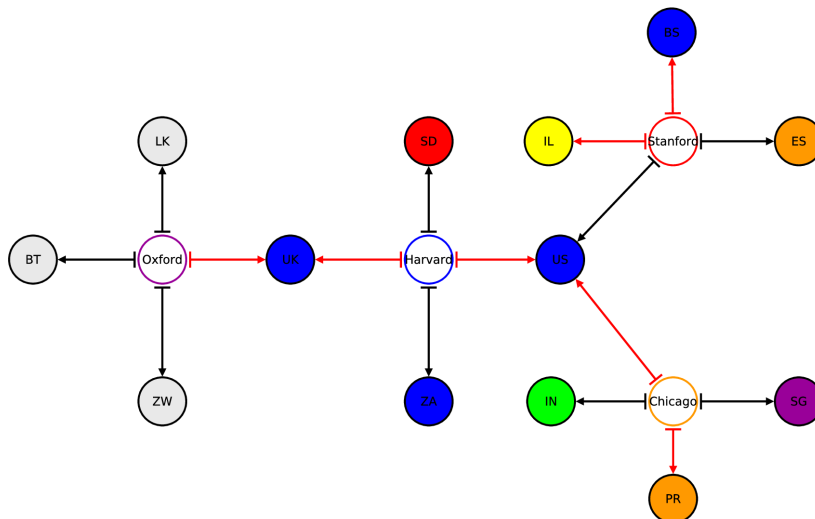 BS
LK
SD
IL
Stanford
ES
BT
Oxford
UK
Harvard
US
ZW
ZA
IN
Chicago
SG
PR